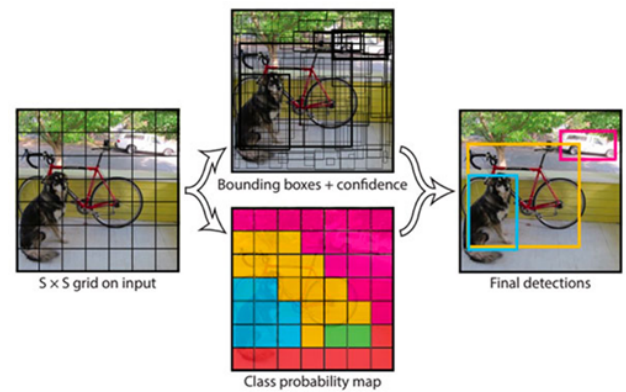 S × S grid on input
Bounding boxes + confidence
Class probability map
Final detections